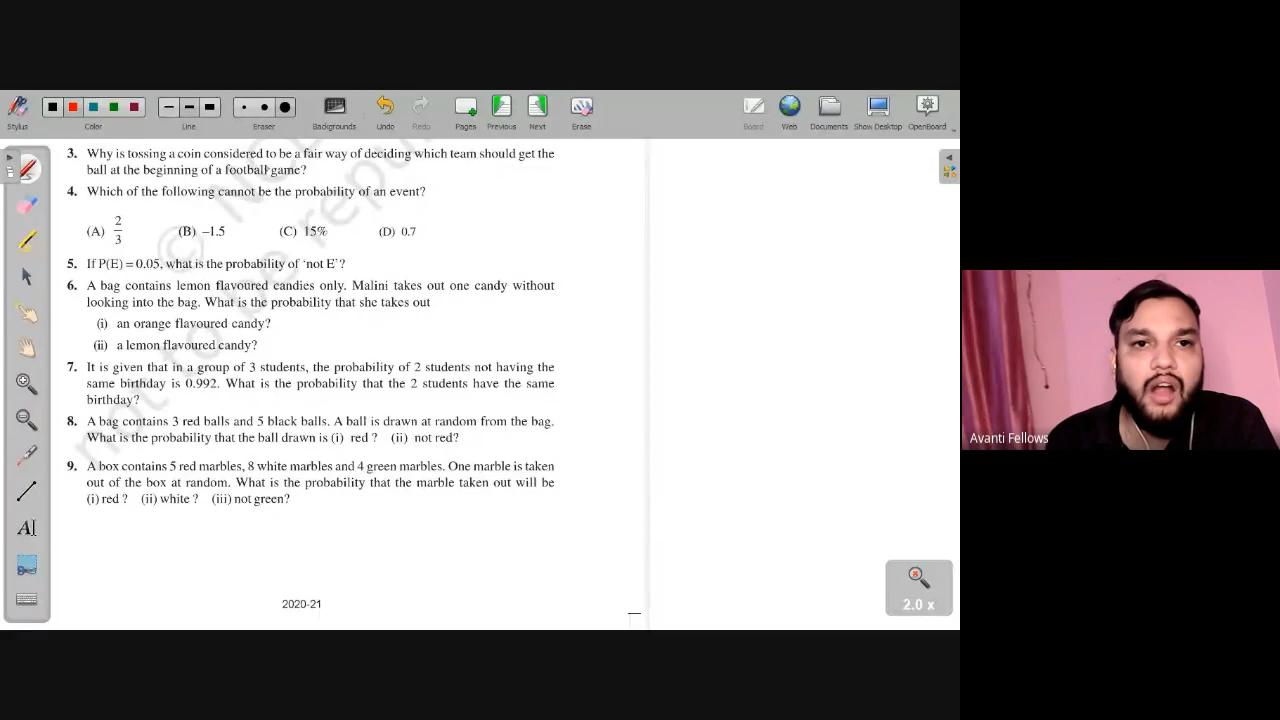 Stylus
Color
Line
Eraser
Backgrounds
Undo
Redo
Pages
Previous
Next
Erase
Board
Web
Documents
Show Desktop
OpenBoard
3. Why is tossing a coin considered to be a fair way of deciding which team should get the
ball at the beginning of a football game?
4. Which of the following cannot be the probability of an event?
(A) 2/3 (B) –1.5 (C) 15% (D) 0.7
5. If P(E) = 0.05, what is the probability of ‘not E’?
6. A bag contains lemon flavoured candies only. Malini takes out one candy without
looking into the bag. What is the probability that she takes out
(i) an orange flavoured candy?
(ii) a lemon flavoured candy?
7. It is given that in a group of 3 students, the probability of 2 students not having the
same birthday is 0.992. What is the probability that the 2 students have the same
birthday?
8. A bag contains 3 red balls and 5 black balls. A ball is drawn at random from the bag.
What is the probability that the ball drawn is (i) red ? (ii) not red?
9. A box contains 5 red marbles, 8 white marbles and 4 green marbles. One marble is taken
out of the box at random. What is the probability that the marble taken out will be
(i) red ? (ii) white ? (iii) not green?
2020-21
2.0 x
Avanti Fellows
not to be
©